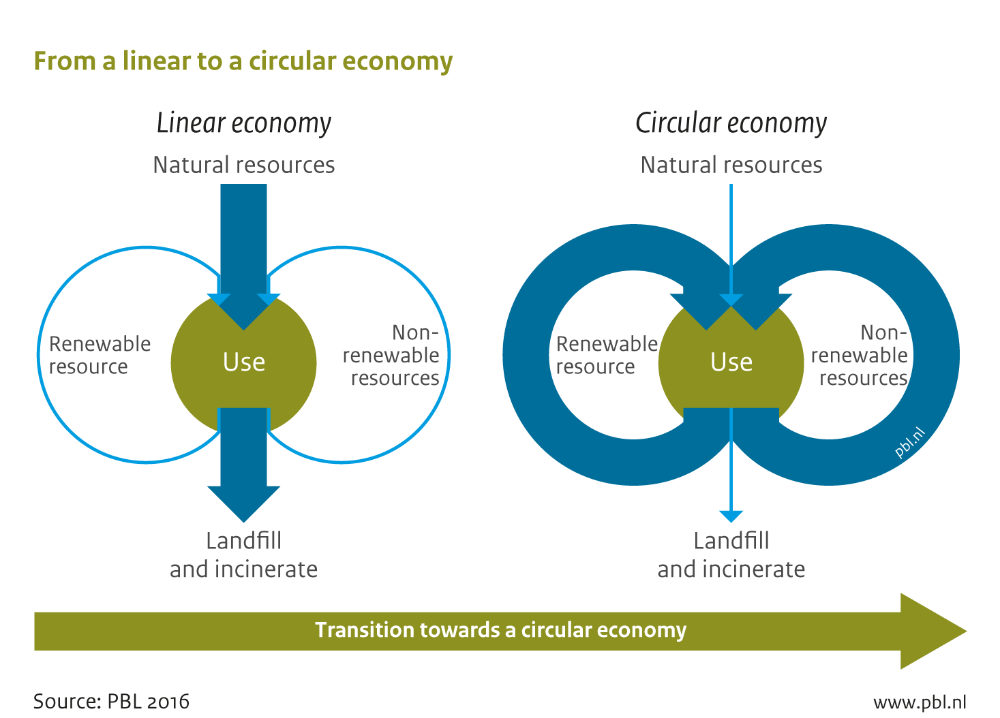 From a linear to a circular economy
Linear economy
Natural resources
Renewable
resource
Use
Non-
renewable
resources
Landfill
and incinerate
Circular economy
Natural resources
Renewable
resource
Use
Non-
renewable
resources
pbl.nl
Landfill
and incinerate
Transition towards a circular economy
Source: PBL 2016
www.pbl.nl